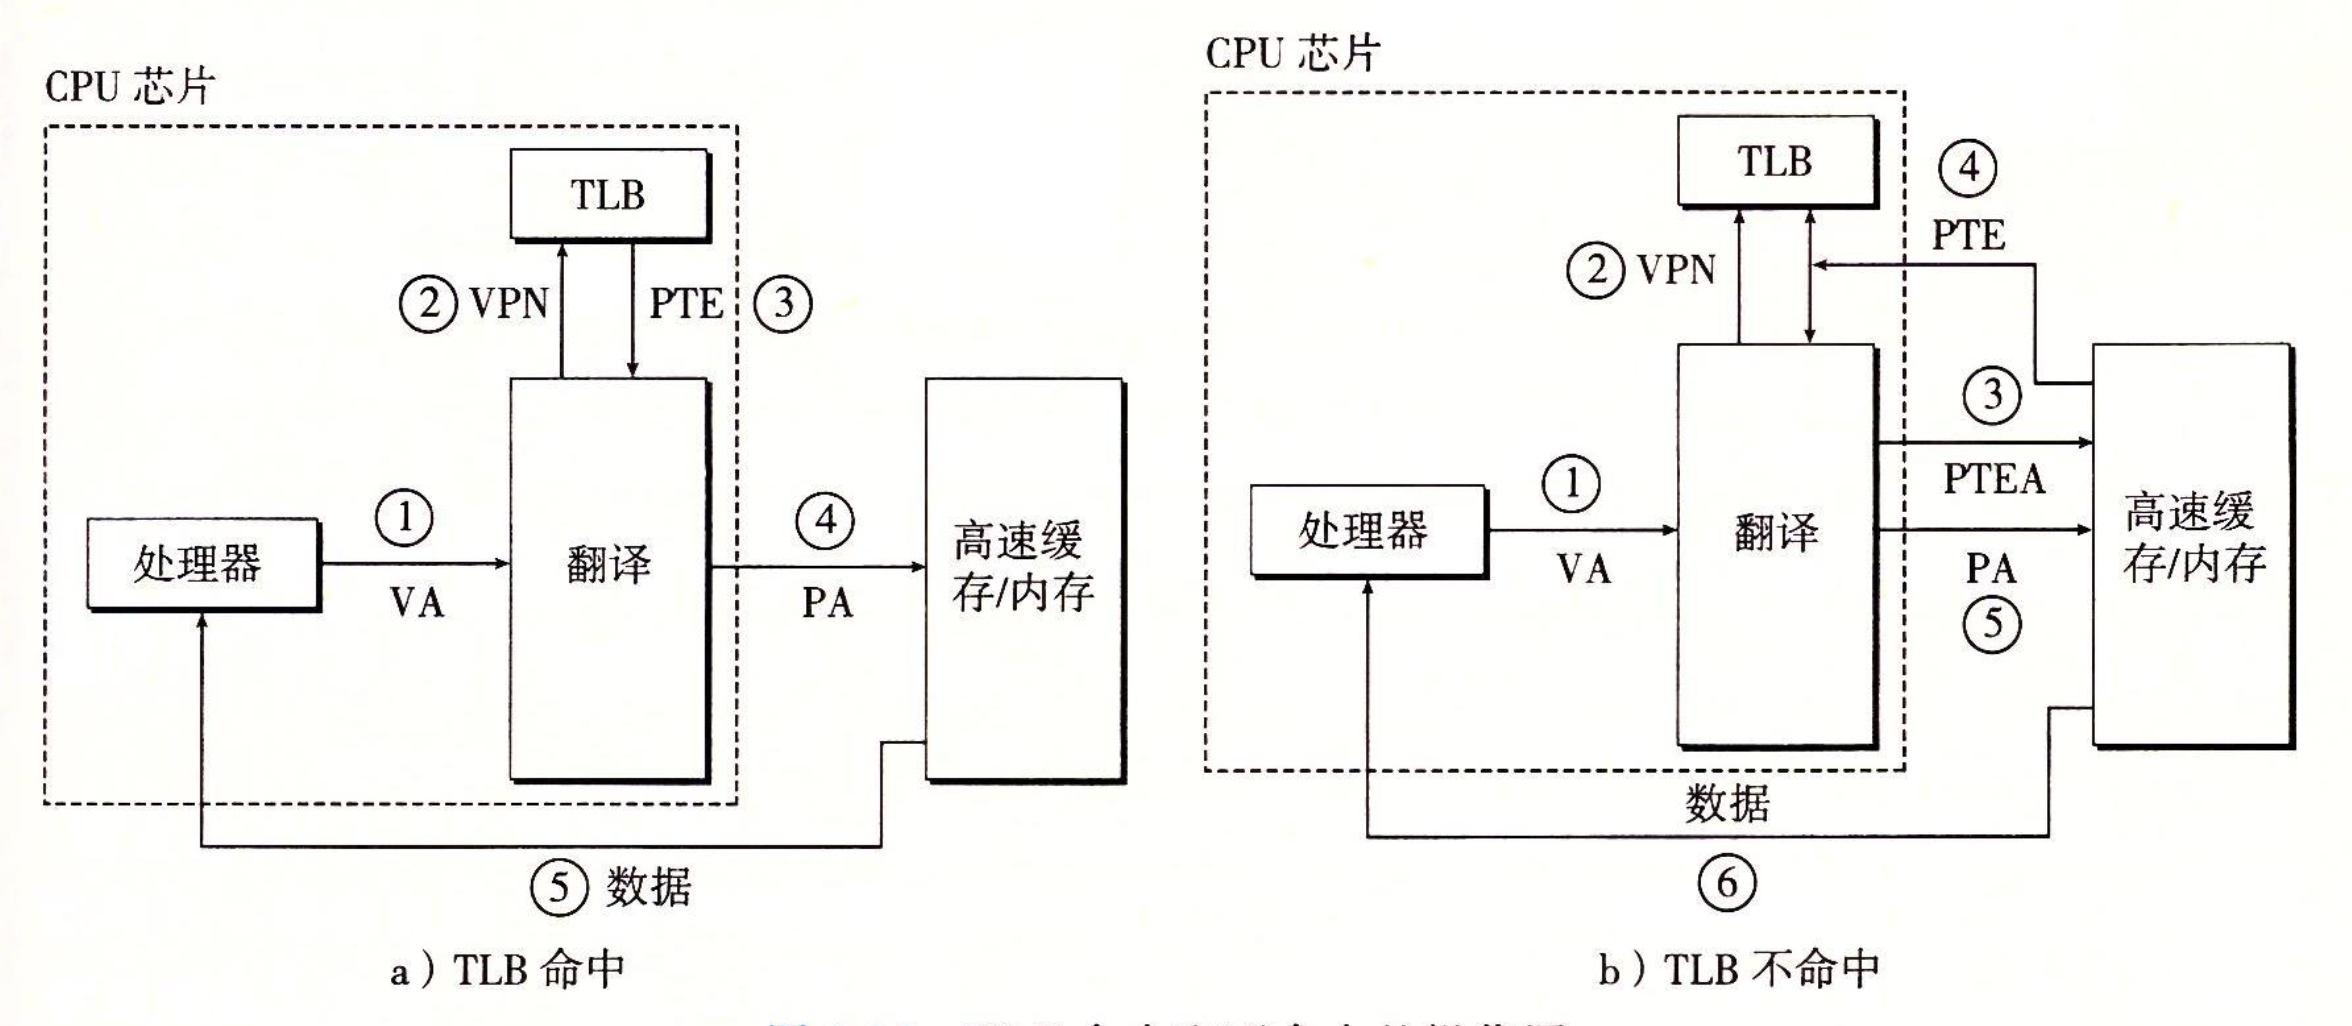 CPU 芯片
TLB
② VPN
PTE ③
处理器
①
VA
翻译
④
PA
高速缓
存/内存
⑤ 数据
a）TLB 命中
CPU 芯片
TLB
④
PTE
② VPN
③
PTEA
处理器
①
VA
翻译
PA
⑤
高速缓
存/内存
数据
⑥
b）TLB 不命中